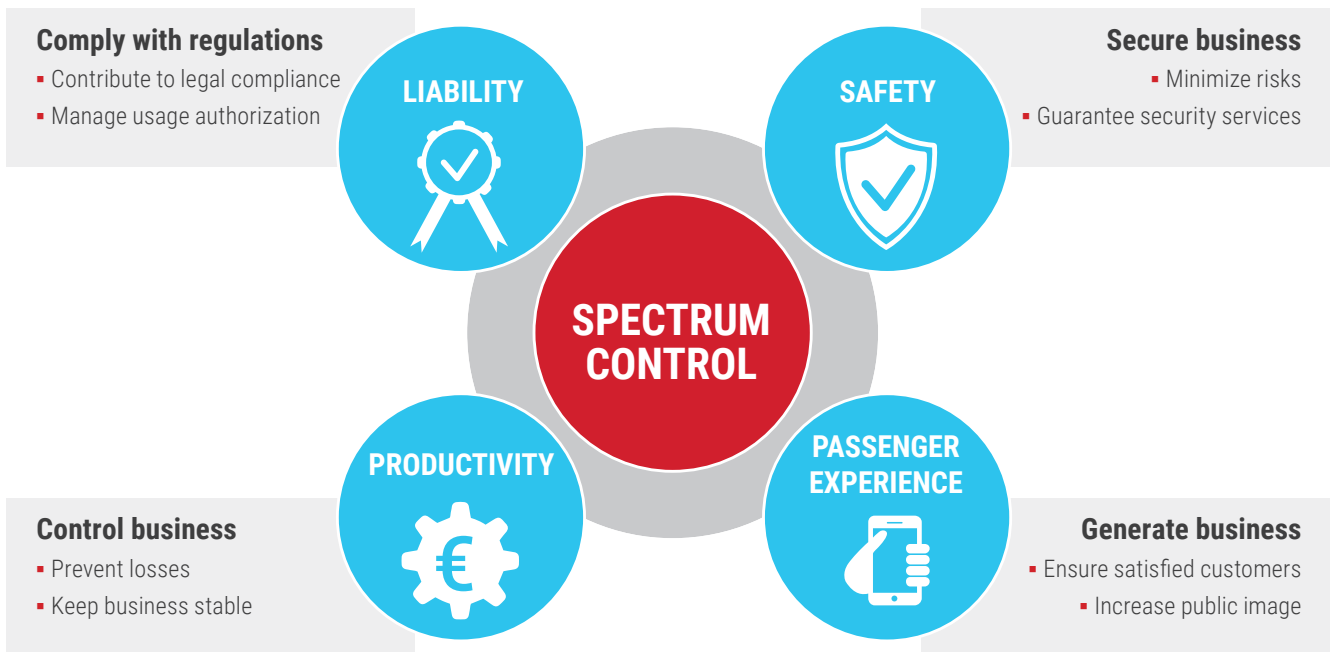 Comply with regulations
▪ Contribute to legal compliance
▪ Manage usage authorization
LIABILITY
SAFETY
Secure business
▪ Minimize risks
▪ Guarantee security services
SPECTRUM
CONTROL
Control business
▪ Prevent losses
▪ Keep business stable
PRODUCTIVITY
€
PASSENGER
EXPERIENCE
Generate business
▪ Ensure satisfied customers
▪ Increase public image